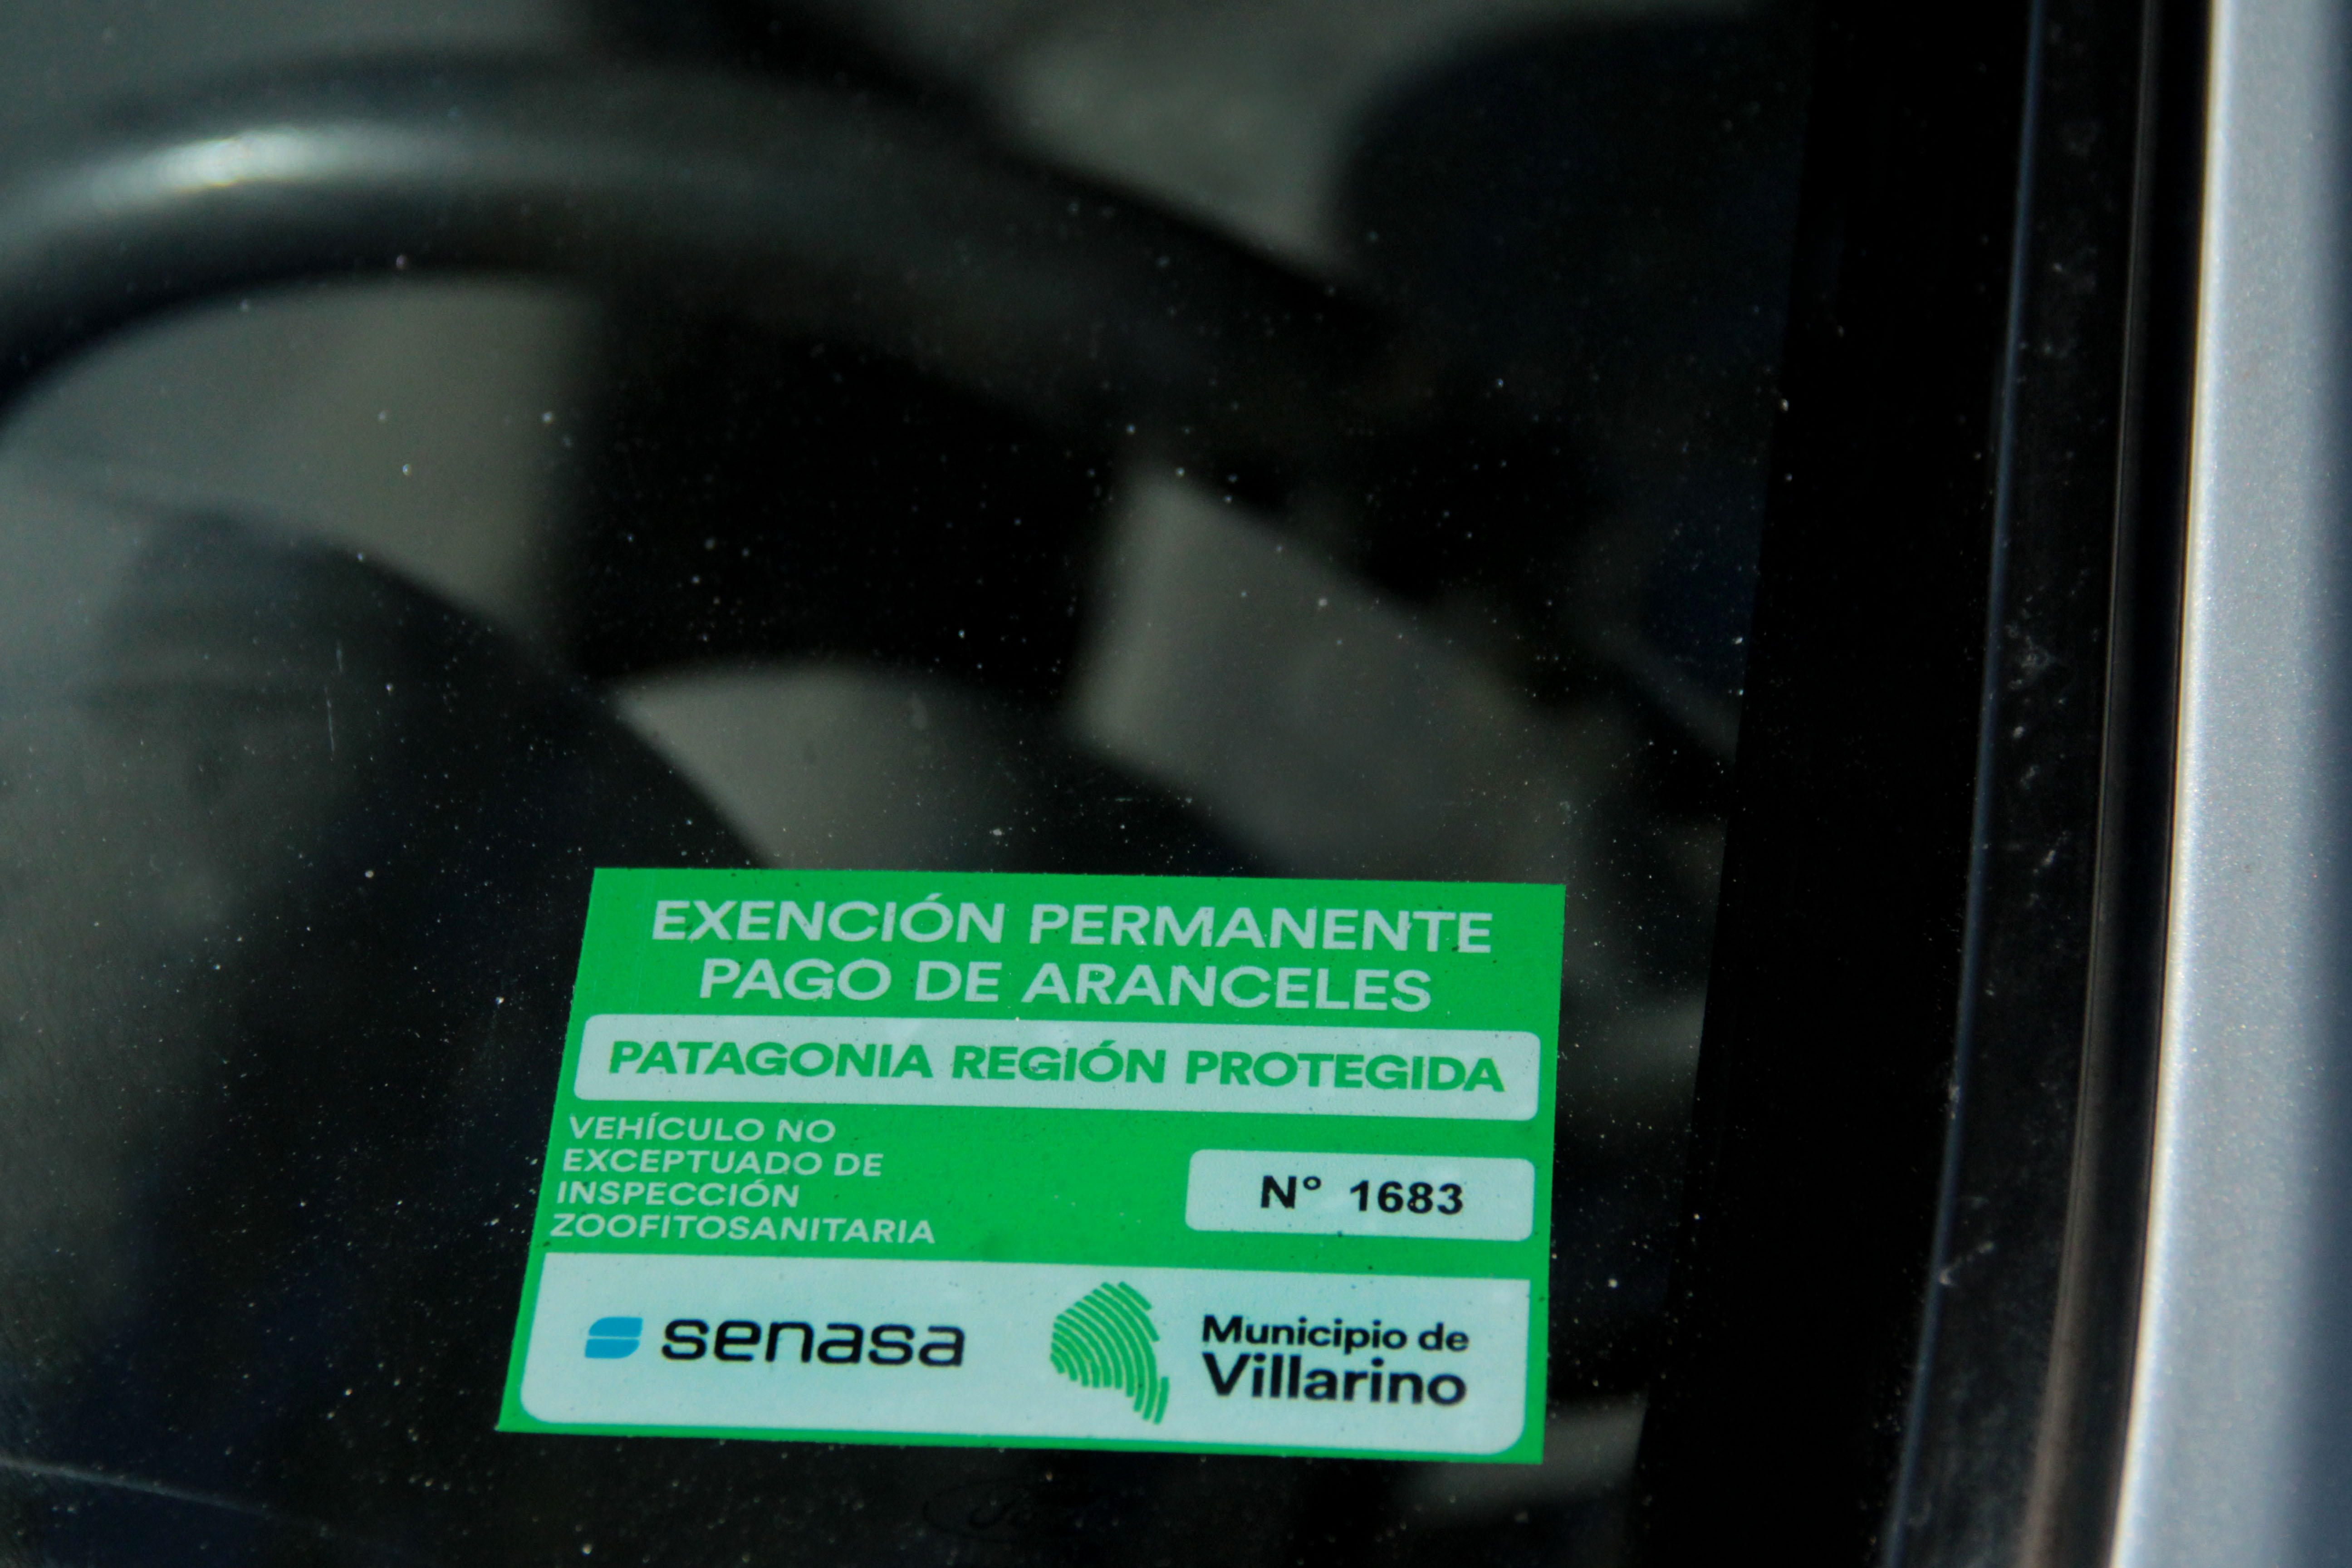 EXENCIÓN PERMANENTE
PAGO DE ARANCELES
PATAGONIA REGIÓN PROTEGIDA
VEHÍCULO NO
EXCEPTUADO DE
INSPECCIÓN
ZOOFITOSANITARIA
N° 1683
senasa
Municipio de
Villarino